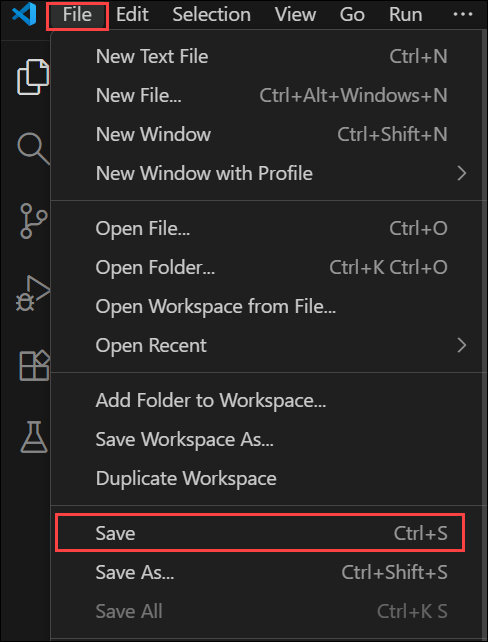 File Edit Selection View Go Run ···
New Text File Ctrl+N
New File... Ctrl+Alt+Windows+N
New Window Ctrl+Shift+N
New Window with Profile
Open File... Ctrl+O
Open Folder... Ctrl+K Ctrl+O
Open Workspace from File...
Open Recent
Add Folder to Workspace...
Save Workspace As...
Duplicate Workspace
Save Ctrl+S
Save As... Ctrl+Shift+S
Save All Ctrl+K S